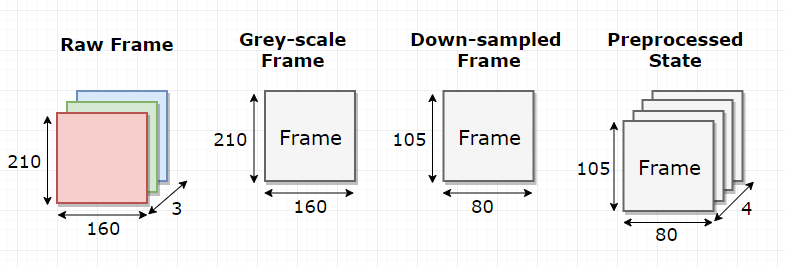 Raw Frame
Grey-scale
Frame
Down-sampled
Frame
Preprocessed
State
210
160
3
210
Frame
160
105
Frame
80
105
Frame
80
4